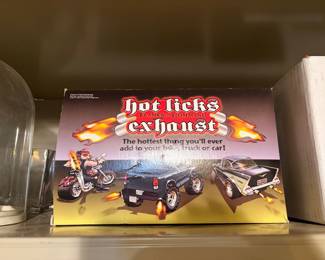 hot licks
exhaust
The hottest thing you'll ever
add to your bike, truck or car!